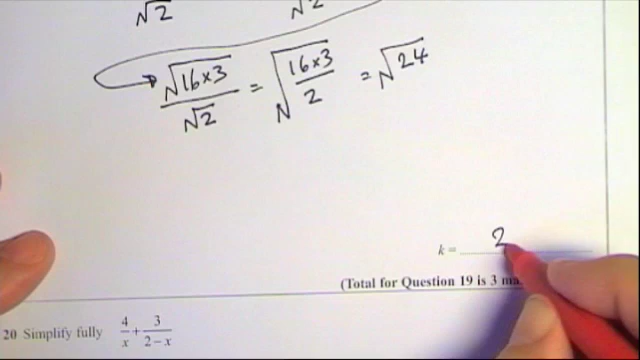 √2 √2
√16×3/√2 = √(16×3/2) = √24
k = 2
(Total for Question 19 is 3 ma
20 Simplify fully 4/x + 3/(2−x)